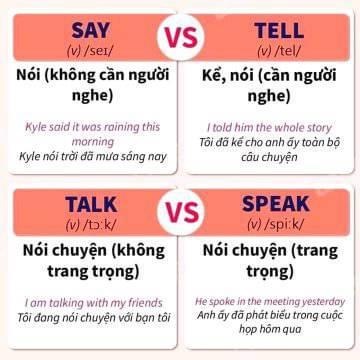 SAY
(v) /seɪ/
VS
TELL
(v) /tel/
Nói (không cần người
nghe)
Kyle said it was raining this
morning
Kyle nói trời đã mưa sáng nay
Kể, nói (cần người
nghe)
I told him the whole story
Tôi đã kể cho anh ấy toàn bộ
câu chuyện
TALK
(v) /tɔːk/
VS
SPEAK
(v) /spiːk/
Nói chuyện (không
trang trọng)
I am talking with my friends
Tôi đang nói chuyện với bạn tôi
Nói chuyện (trang
trọng)
He spoke in the meeting yesterday
Anh ấy đã phát biểu trong cuộc
họp hôm qua